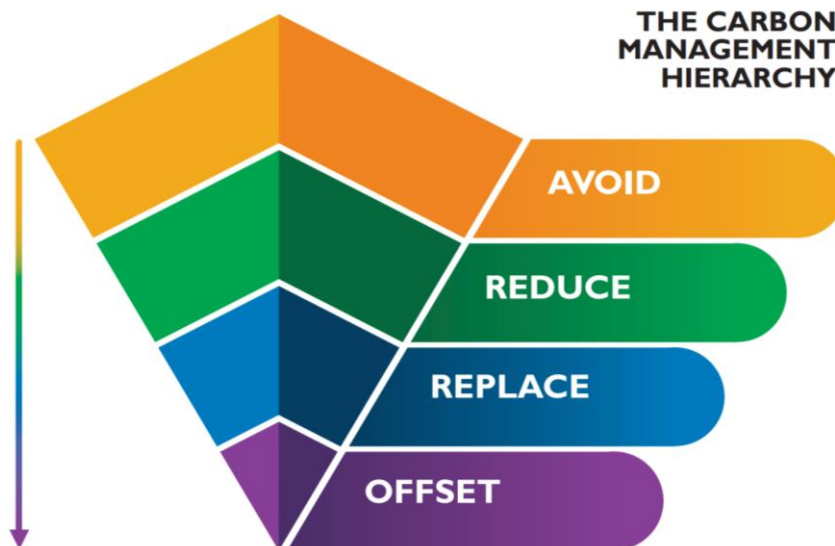 THE CARBON
MANAGEMENT
HIERARCHY
AVOID
REDUCE
REPLACE
OFFSET